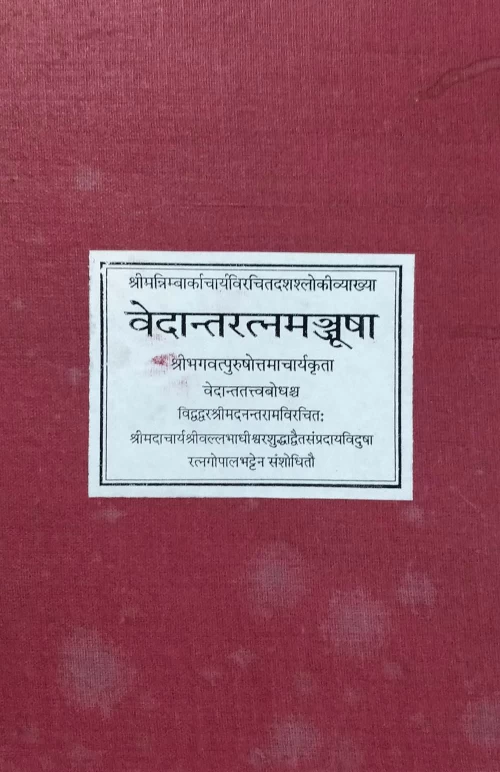 श्रीमन्निम्बार्काचार्यविरचितदशश्लोकीव्याख्या
वेदान्तरत्नमञ्जूषा
श्रीभगवत्पुरुषोत्तमाचार्यकृता
वेदान्ततत्त्वबोधश्च
विद्वद्वरश्रीमदनन्तरामविरचितः
श्रीमदाचार्यश्रीवल्लभाधीश्वरशुद्धाद्वैतसंप्रदायविदुषा
रत्नगोपालभट्टेन संशोधितौ